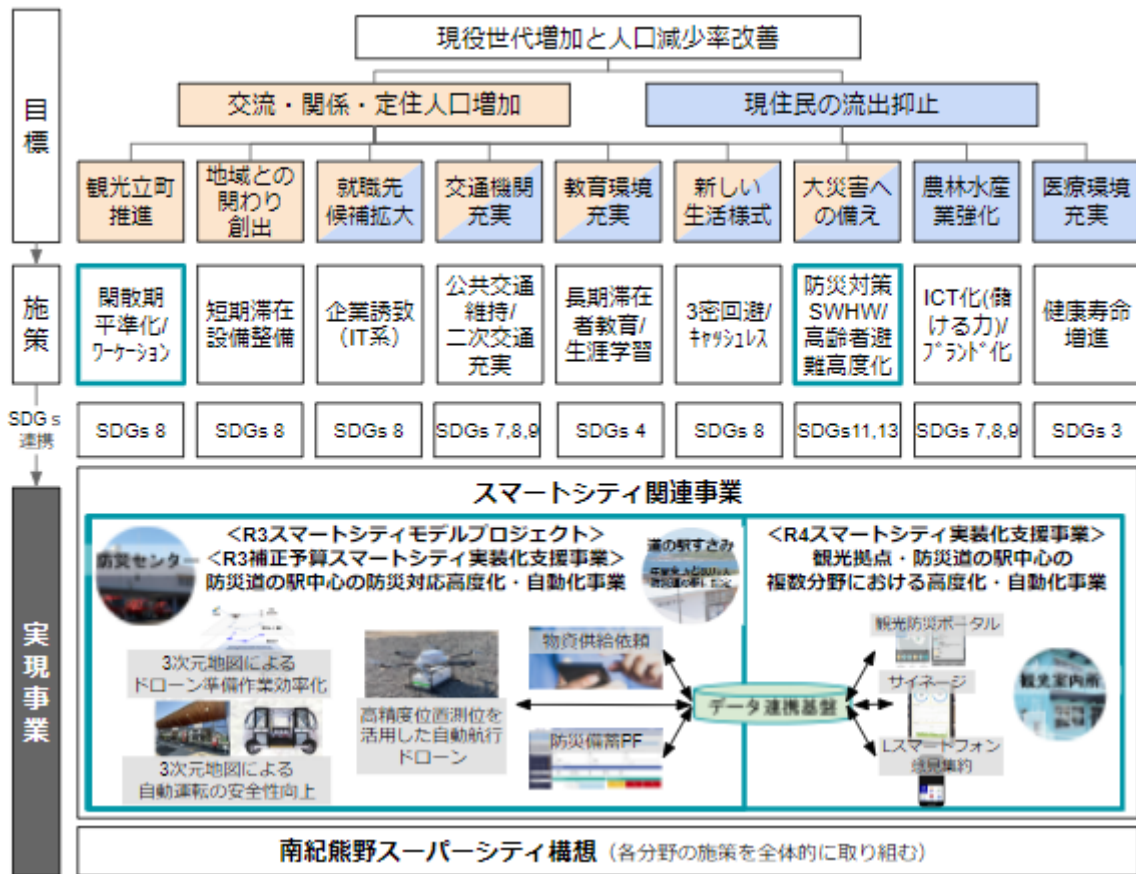 現役世代増加と人口減少率改善
交流・関係・定住人口増加
現住民の流出抑止
目標
観光立町
推進
地域との
関わり
創出
就職先
候補拡大
交通機関
充実
教育環境
充実
新しい
生活様式
大災害へ
の備え
農林水産
業強化
医療環境
充実
施策
閑散期
平準化/
ﾜｰｹｰｼｮﾝ
短期滞在
設備整備
企業誘致
（IT系）
公共交通
維持/
二次交通
充実
長期滞在
者教育/
生涯学習
3密回避/
ｷｬｯｼｭﾚｽ
防災対策
SWHW/
高齢者避
難高度化
ICT化(儲
ける力)/
ﾌﾞﾗﾝﾄﾞ化
健康寿命
増進
SDGｓ
連携
SDGs 8
SDGs 8
SDGs 8
SDGs 7,8,9
SDGs 4
SDGs 8
SDGs11,13
SDGs 7,8,9
SDGs 3
実現事業
スマートシティ関連事業
<R3スマートシティモデルプロジェクト>
<R3補正予算スマートシティ実装化支援事業>
防災道の駅中心の防災対応高度化・自動化事業
防災センター
道の駅すさみ
3次元地図による
ドローン準備作業効率化
3次元地図による
自動運転の安全性向上
高精度位置測位を
活用した自動航行
ドローン
物資供給依頼
防災備蓄PF
データ連携基盤
<R4スマートシティ実装化支援事業>
観光拠点・防災道の駅中心の
複数分野における高度化・自動化事業
観光防災ポータル
サイネージ
Lスマートフォン
意見集約
観光案内所
南紀熊野スーパーシティ構想（各分野の施策を全体的に取り組む）